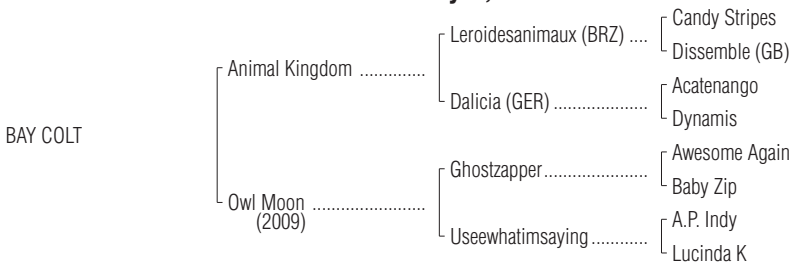 Candy Stripes
Leroidesanimaux (BRZ) ....
Dissemble (GB)
Animal Kingdom ..............
Acatenango
Dalicia (GER) ....................
Dynamis
BAY COLT
Awesome Again
Ghostzapper......................
Baby Zip
Owl Moon ........................
(2009)
A.P. Indy
Useewhatimsaying............
Lucinda K